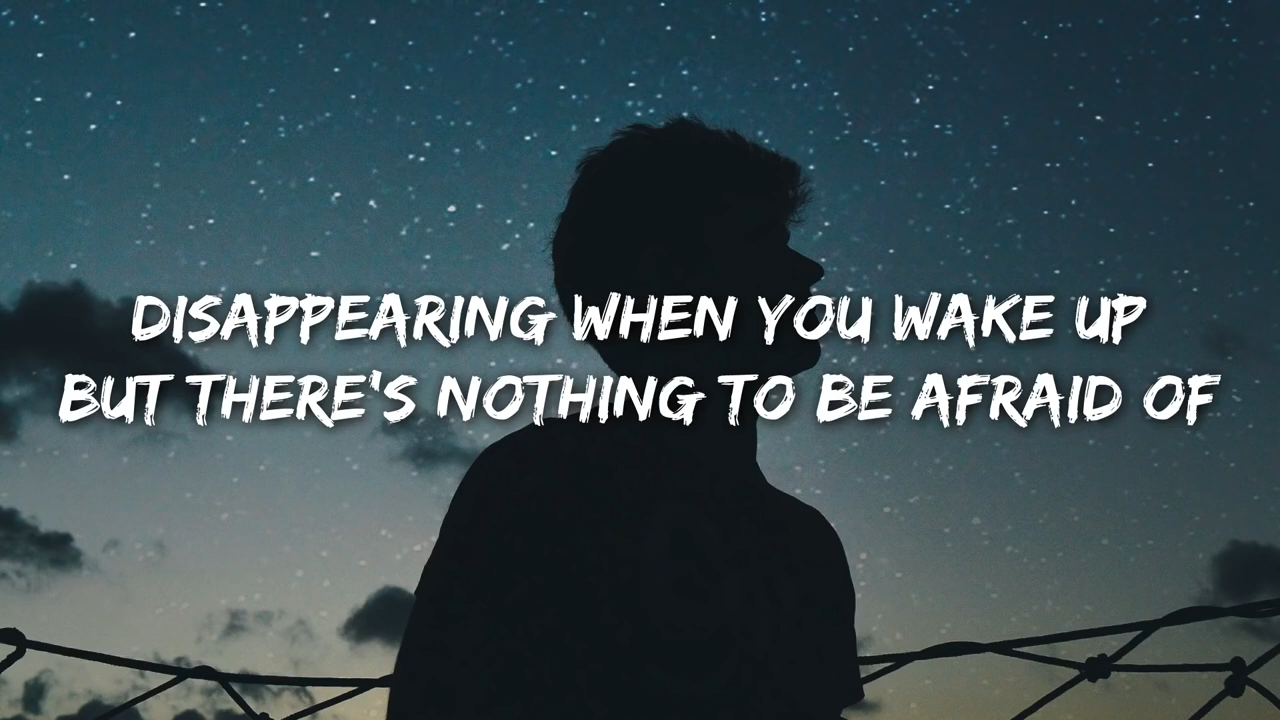 DISAPPEARING WHEN YOU WAKE UP
BUT THERE'S NOTHING TO BE AFRAID OF